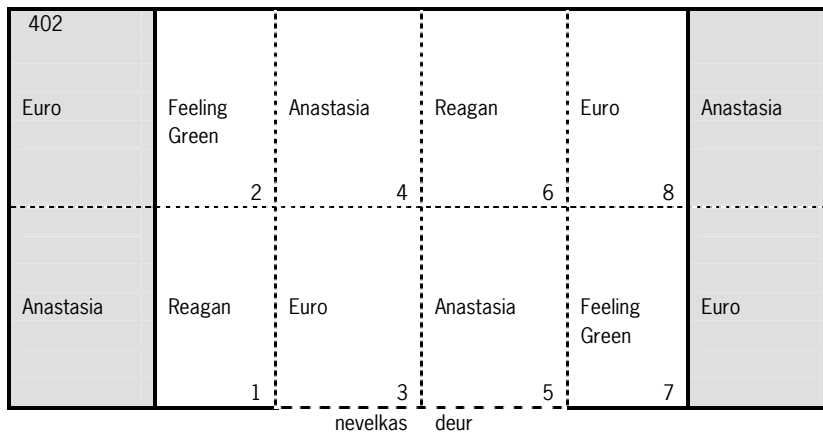 402
Euro Feeling Anastasia Reagan Euro Anastasia
Green
2 4 6 8
Anastasia Reagan Euro Anastasia Feeling Euro
Green
1 3 5 7
nevelkas deur